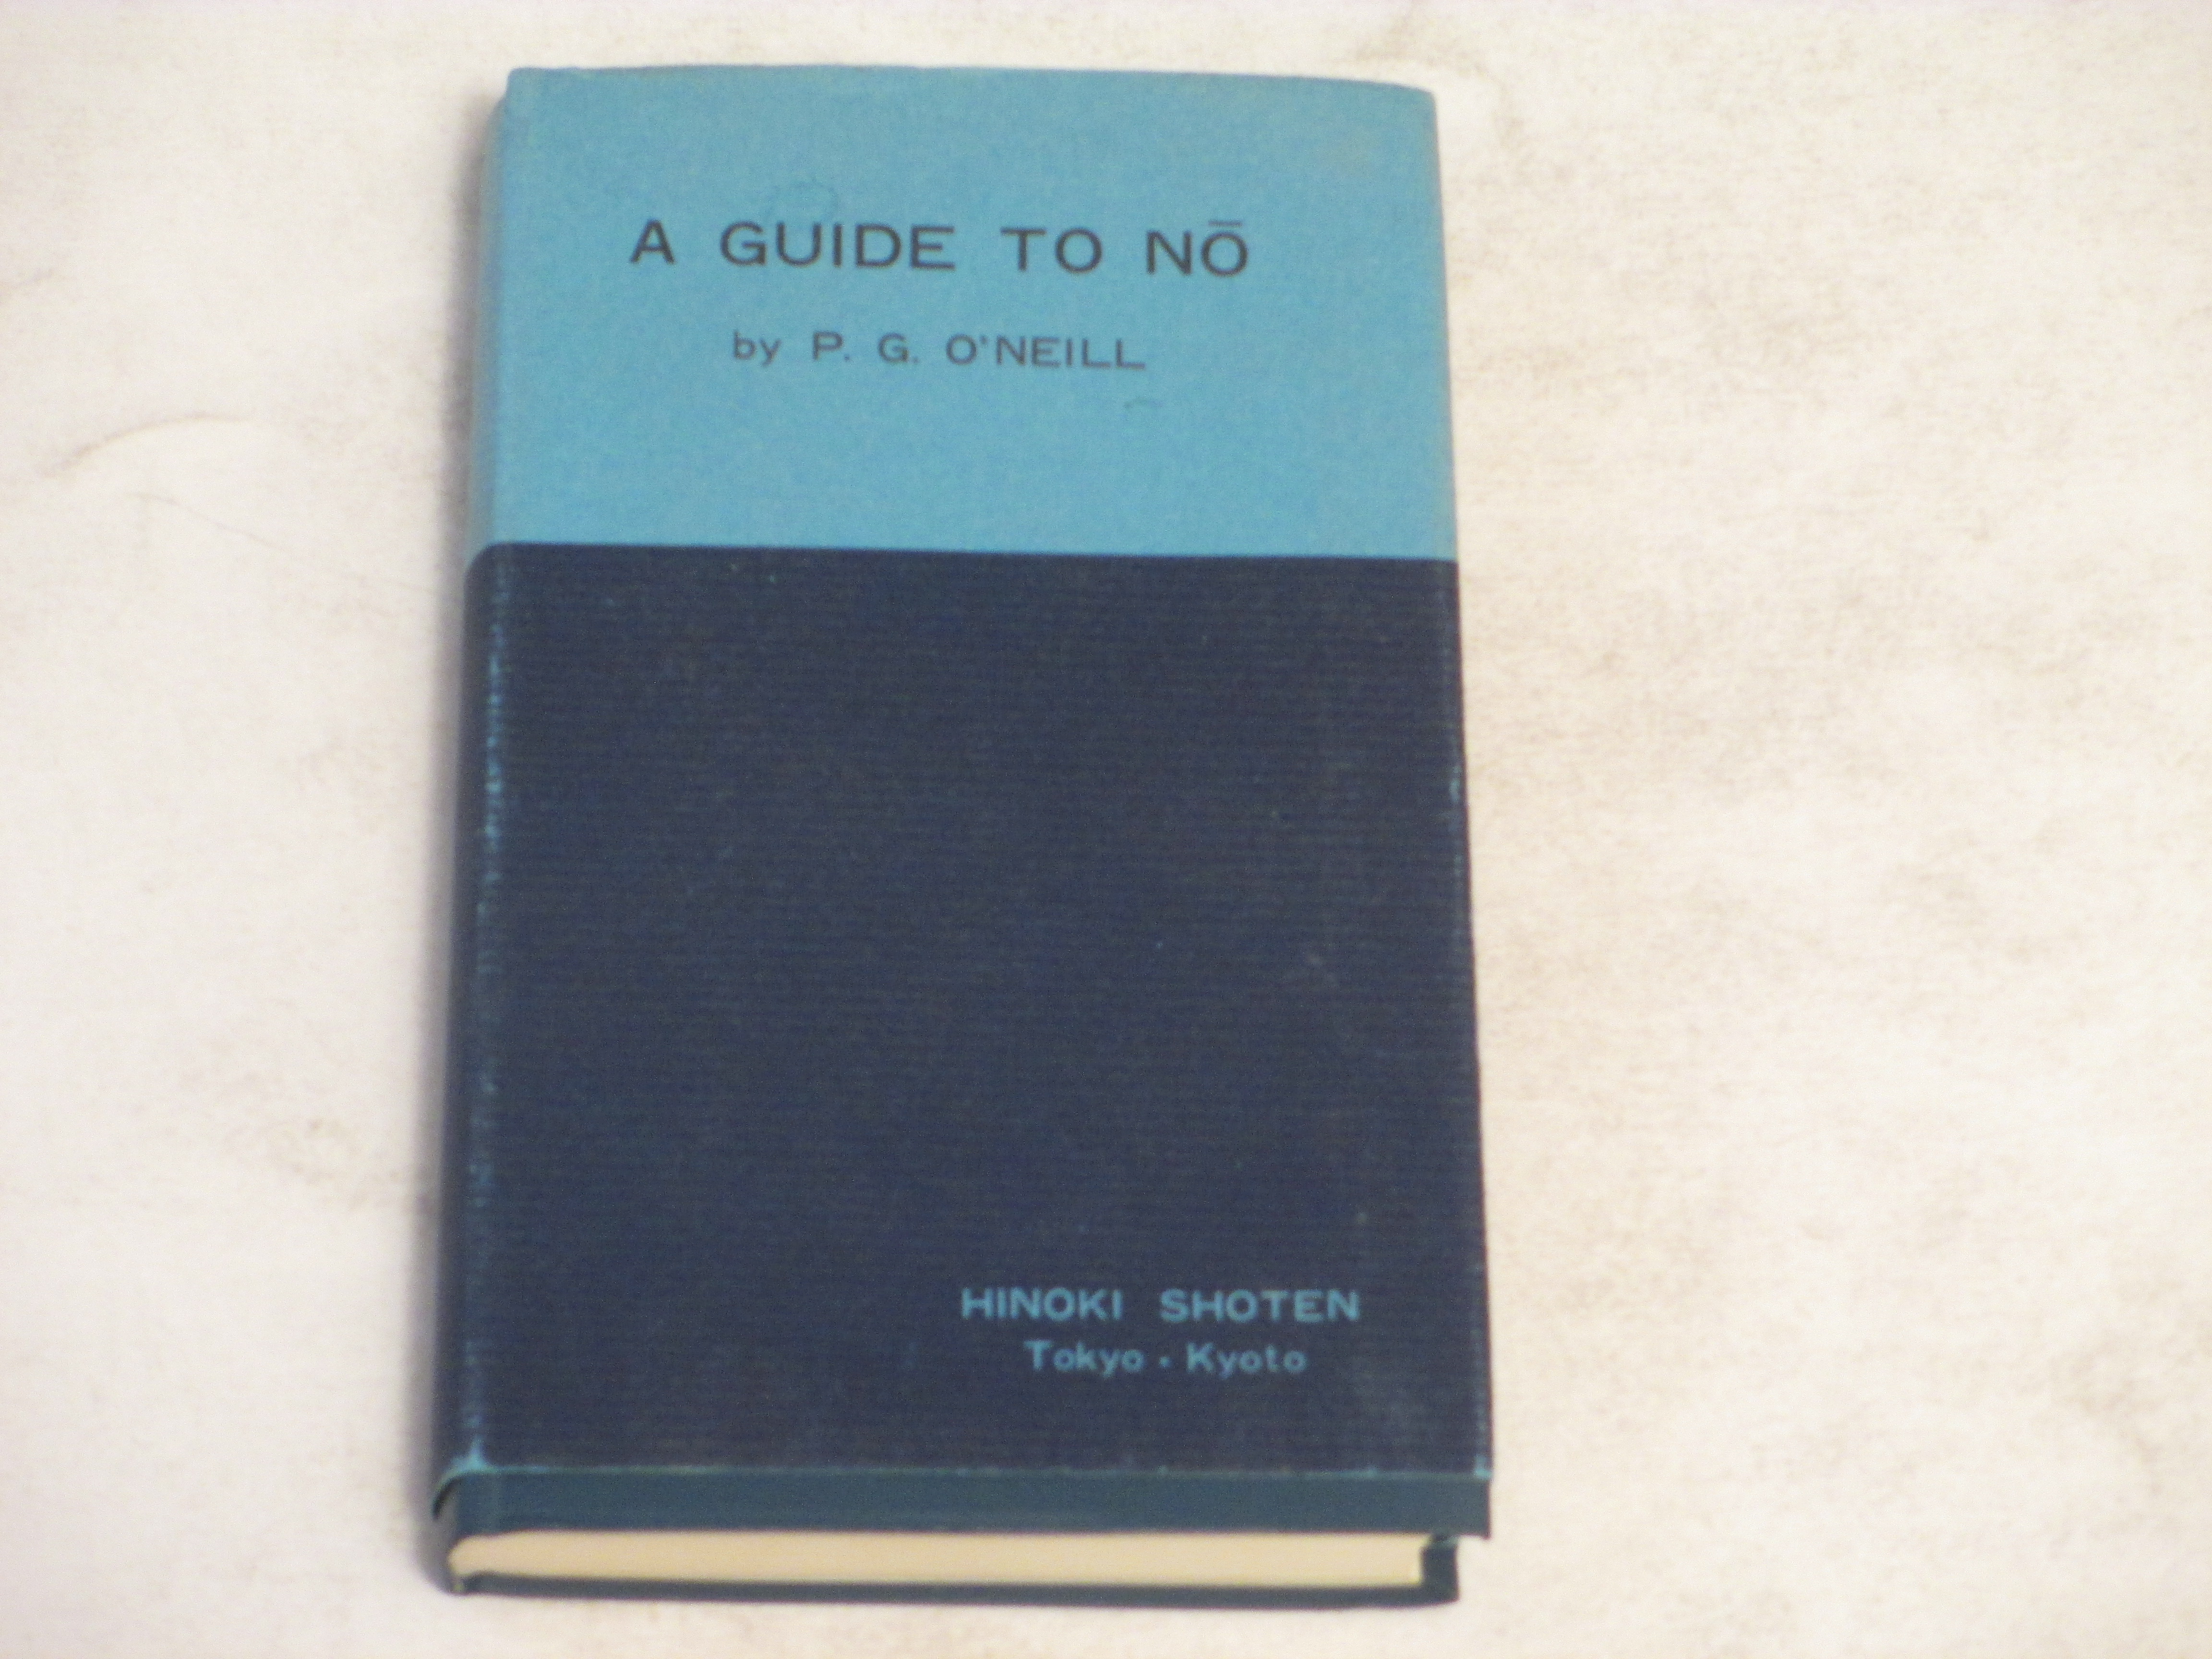 A GUIDE TO NŌ
by P. G. O'NEILL
HINOKI SHOTEN
Tokyo · Kyoto